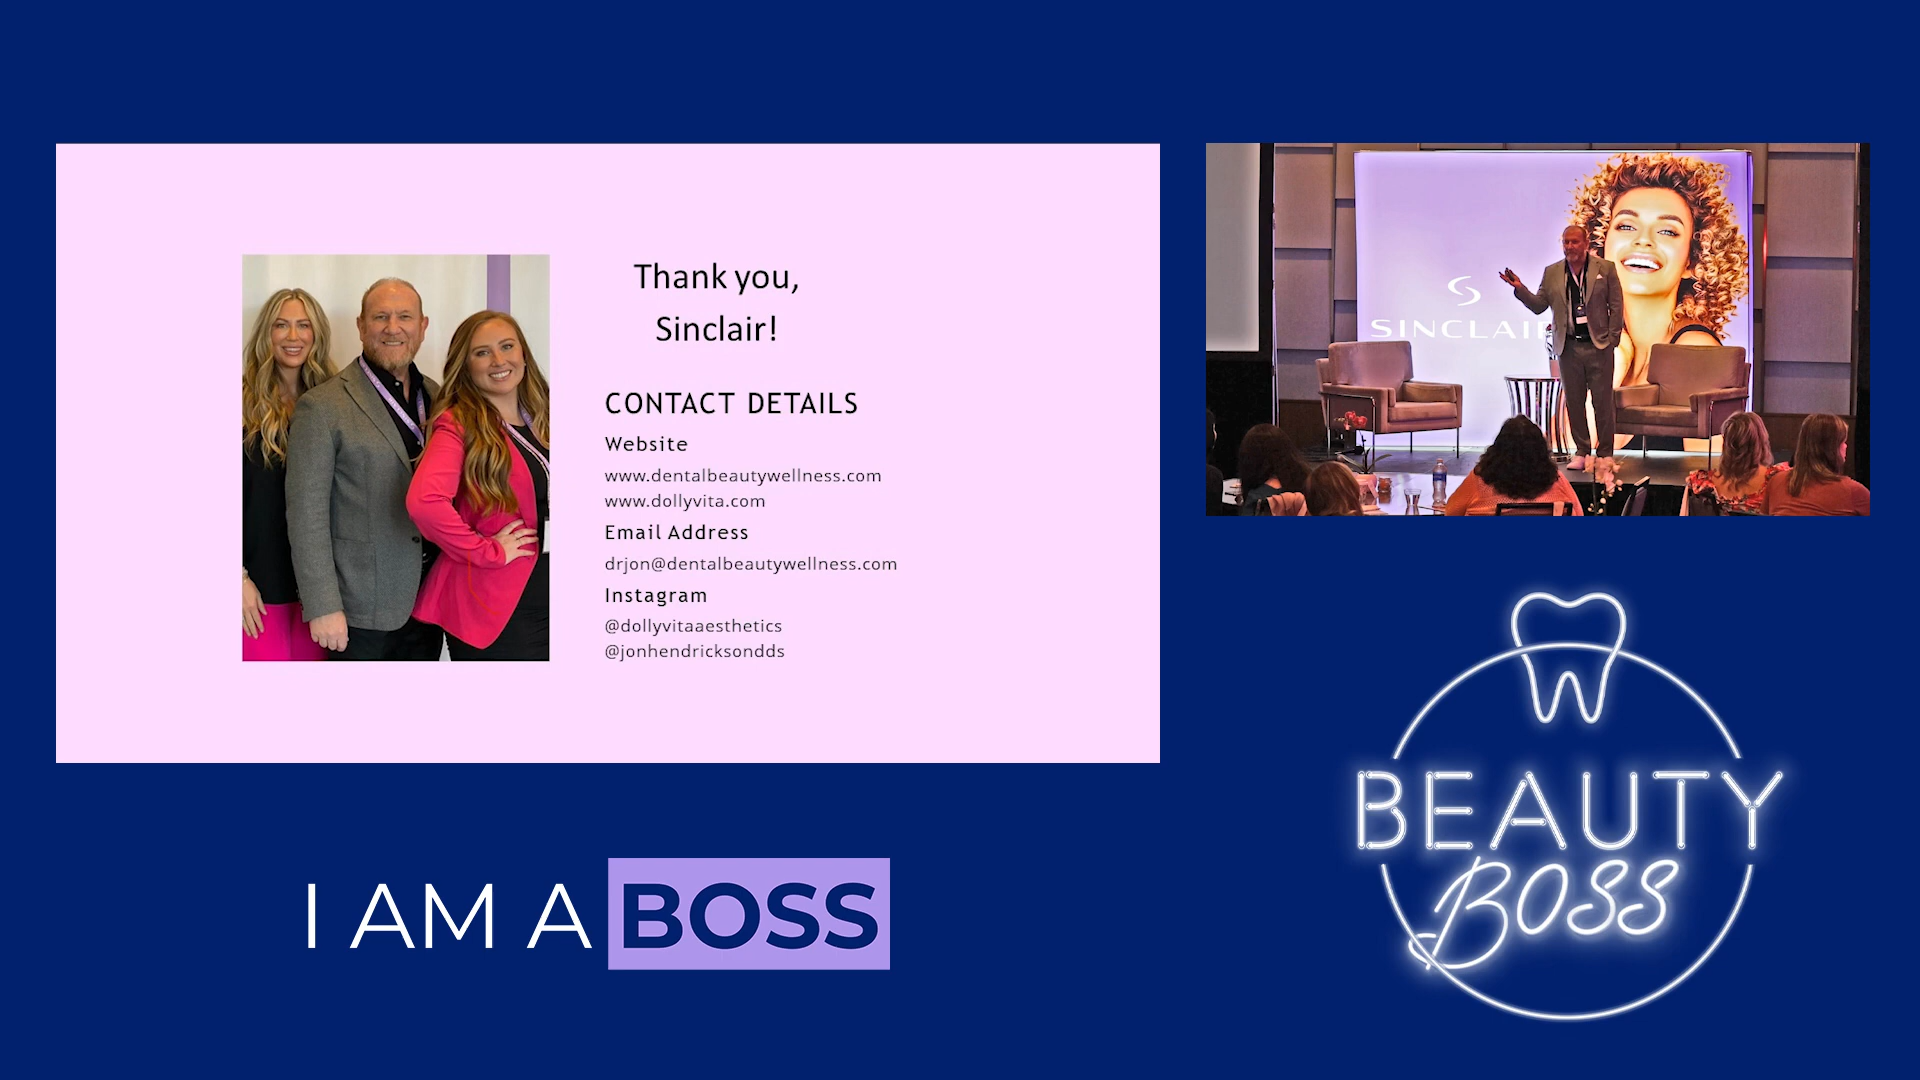 Thank you,
Sinclair!
CONTACT DETAILS
Website
www.dentalbeautywellness.com
www.dollyvita.com
Email Address
drjon@dentalbeautywellness.com
Instagram
@dollyvitaaesthetics
@jonhendricksondds
SINCLAIR
BEAUTY
BOSS
I AM A BOSS